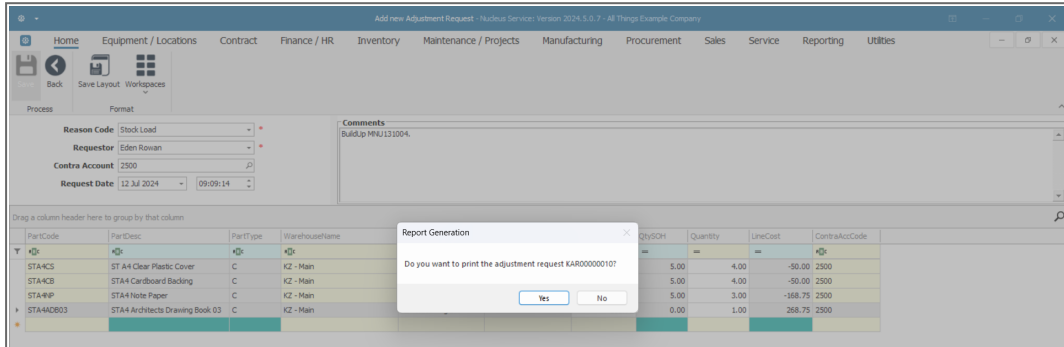 Add new Adjustment Request - Nucleus Service: Version 2024.5.0.7 - All Things Example Company
Home Equipment / Locations Contract Finance / HR Inventory Maintenance / Projects Manufacturing Procurement Sales Service Reporting Utilities
Save Back Save Layout Workspaces
Process Format
Reason Code Stock Load *
Requestor Eden Rowan *
Contra Account 2500
Request Date 12 Jul 2024 09:09:14
Comments
BuildUp MNU131004.
Drag a column header here to group by that column
PartCode PartDesc PartType WarehouseName QtySOH Quantity LineCost ContraAccCode
= = =
STA4CS ST A4 Clear Plastic Cover C KZ - Main 5.00 4.00 -50.00 2500
STA4CB STA4 Cardboard Backing C KZ - Main 5.00 4.00 -50.00 2500
STA4NP STA4 Note Paper C KZ - Main 5.00 3.00 -168.75 2500
STA4ADB03 STA4 Architects Drawing Book 03 C KZ - Main 0.00 1.00 268.75 2500
Report Generation
Do you want to print the adjustment request KAR00000010?
Yes No